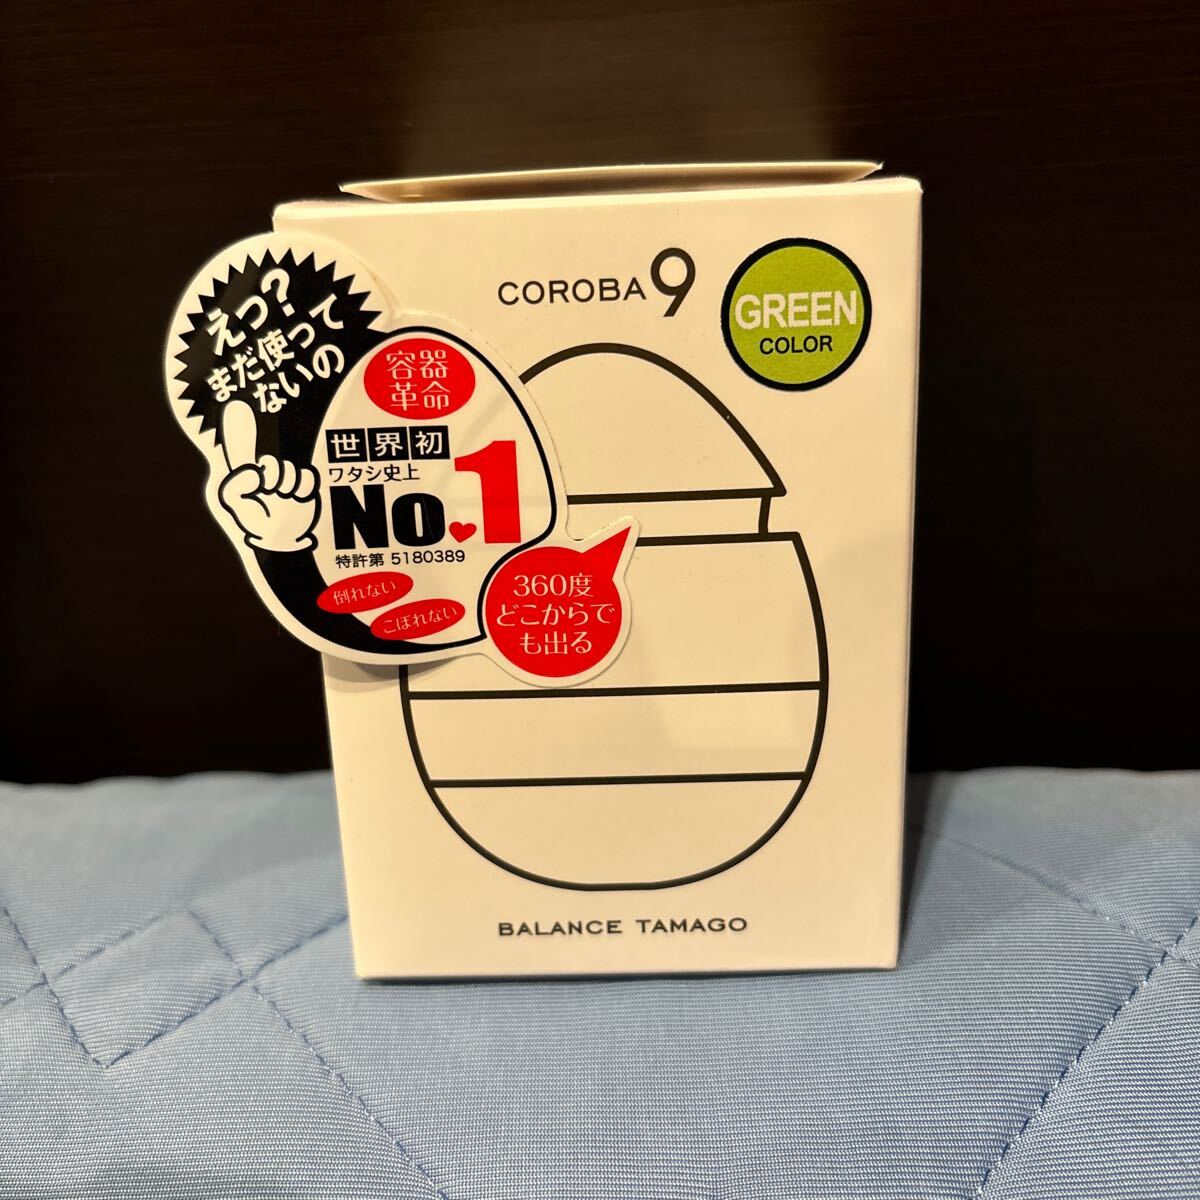 COROBA9
GREEN
COLOR
えっ?
まだ使って
ないの
容器
革命
世界初
ワタシ史上
No.1
特許第 5180389
倒れない
こぼれない
360度
どこからで
も出る
BALANCE TAMAGO